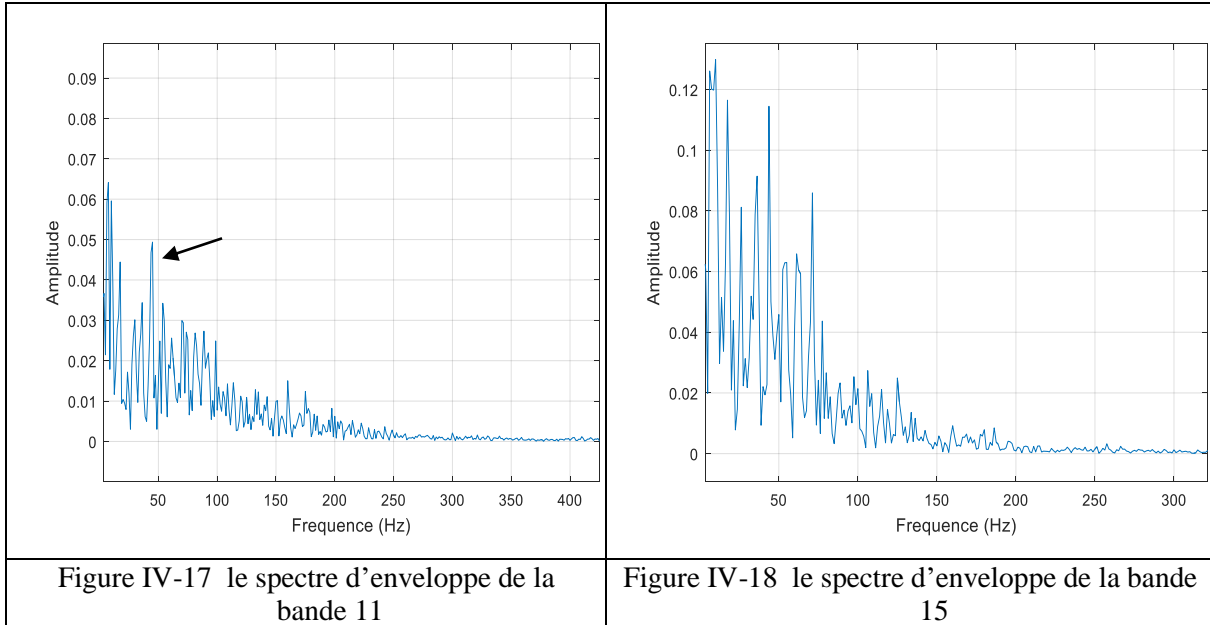 0.09
0.08
0.07
0.06
0.05
0.04
0.03
0.02
0.01
0
Amplitude
50 100 150 200 250 300 350 400
Frequence (Hz)
0.12
0.1
0.08
0.06
0.04
0.02
0
Amplitude
50 100 150 200 250 300
Frequence (Hz)
Figure IV-17 le spectre d’enveloppe de la
bande 11
Figure IV-18 le spectre d’enveloppe de la bande
15